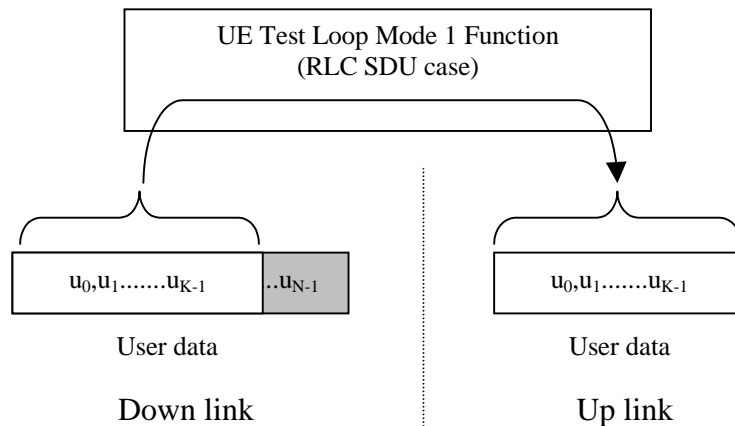 UE Test Loop Mode 1 Function
(RLC SDU case)
u0,u1.......uK-1 ...uN-1
u0,u1.......uK-1
User data
User data
Down link
Up link